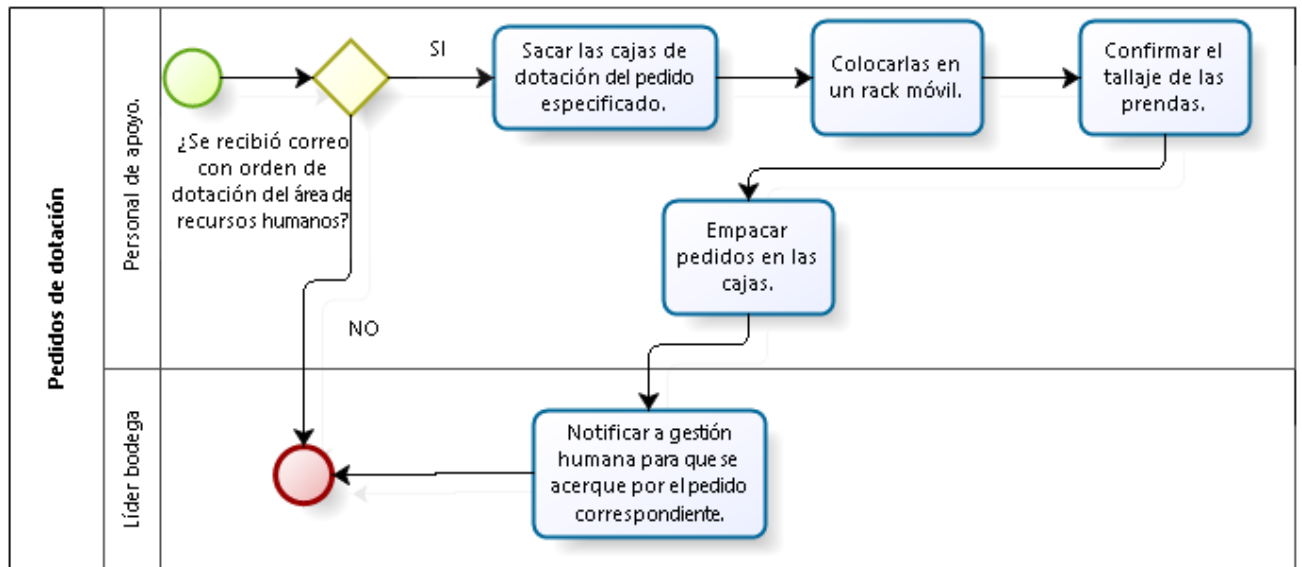 Pedidos de dotación
Personal de apoyo.
¿Se recibió correo
con orden de
dotación del área de
recursos humanos?
SI
Sacar las cajas de
dotación del pedido
especificado.
Colocarlas en
un rack móvil.
Confirmar el
tallaje de las
prendas.
Empacar
pedidos en las
cajas.
NO
Líder bodega
Notificar a gestión
humana para que se
acerque por el pedido
correspondiente.